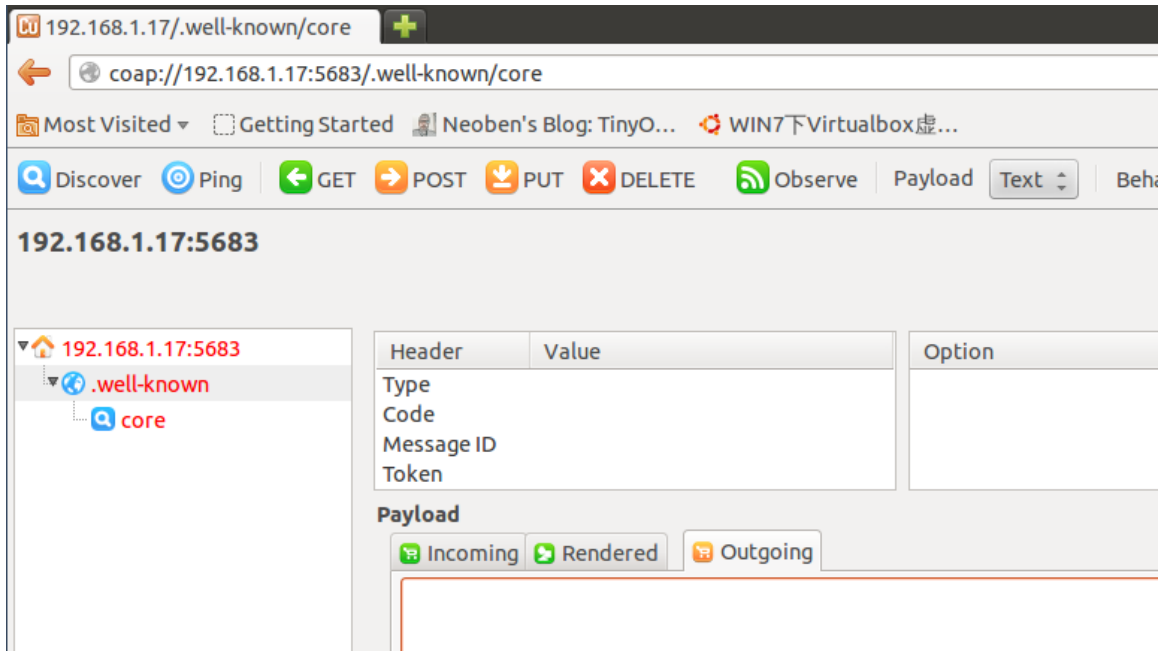 192.168.1.17/.well-known/core
coap://192.168.1.17:5683/.well-known/core
Most Visited Getting Started Neoben's Blog: TinyO... WIN7下Virtualbox虚...
Discover Ping GET POST PUT DELETE Observe Payload Text Beha
192.168.1.17:5683
192.168.1.17:5683
.well-known
core
Header Value
Type
Code
Message ID
Token
Option
Payload
Incoming Rendered Outgoing